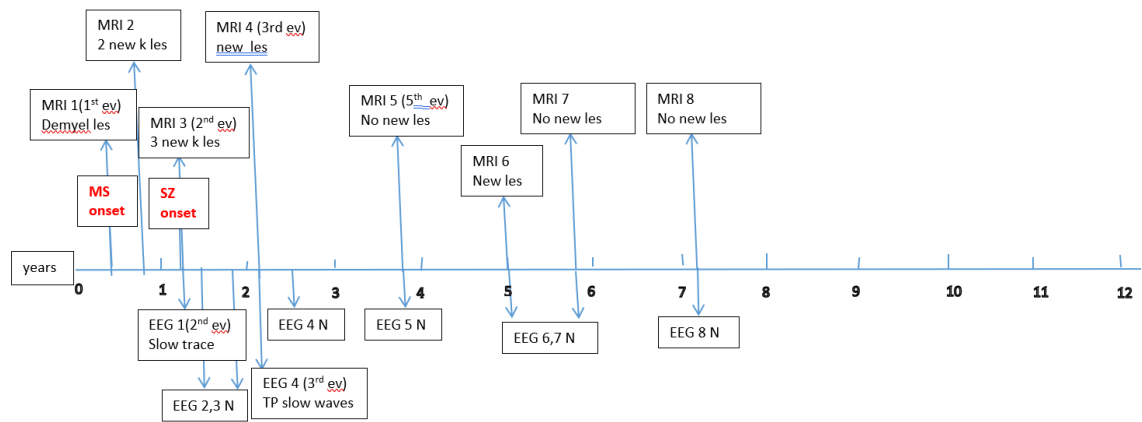 MRI 2
2 new k les
MRI 4 (3rd ev)
new les
MRI 1(1st ev)
Demyel les
MRI 3 (2nd ev)
3 new k les
MRI 5 (5th ev)
No new les
MRI 7
No new les
MRI 8
No new les
MRI 6
New les
MS
onset
SZ
onset
years
0 1 2 3 4 5 6 7 8 9 10 11 12
EEG 1(2nd ev)
Slow trace
EEG 4 N
EEG 5 N
EEG 6,7 N
EEG 8 N
EEG 2,3 N
EEG 4 (3rd ev)
TP slow waves